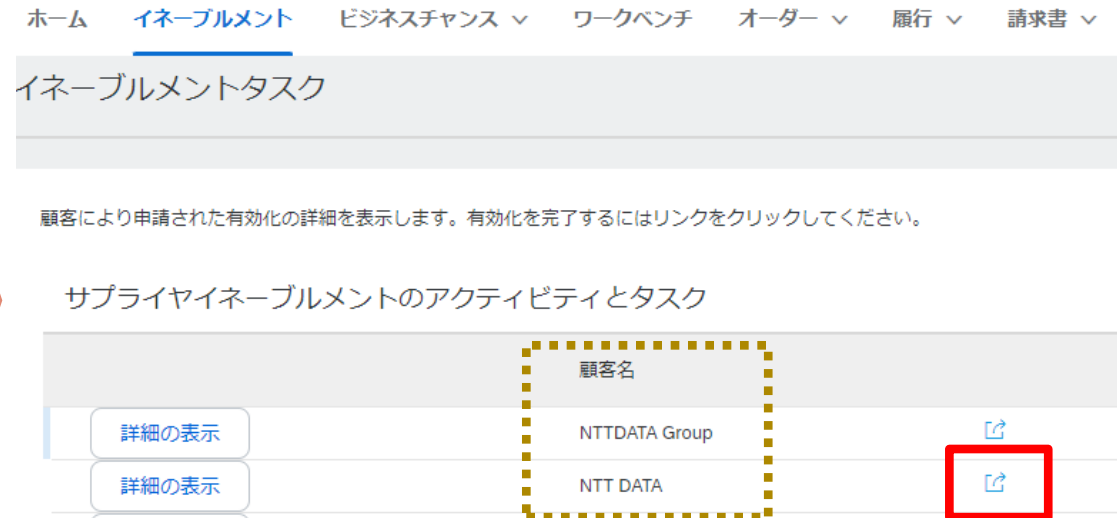 ホーム イネーブルメント ビジネスチャンス ワークベンチ オーダー 履行 請求書
イネーブルメントタスク
顧客により申請された有効化の詳細を表示します。有効化を完了するにはリンクをクリックしてください。
サプライヤイネーブルメントのアクティビティとタスク
顧客名
詳細の表示 NTTDATA Group
詳細の表示 NTT DATA